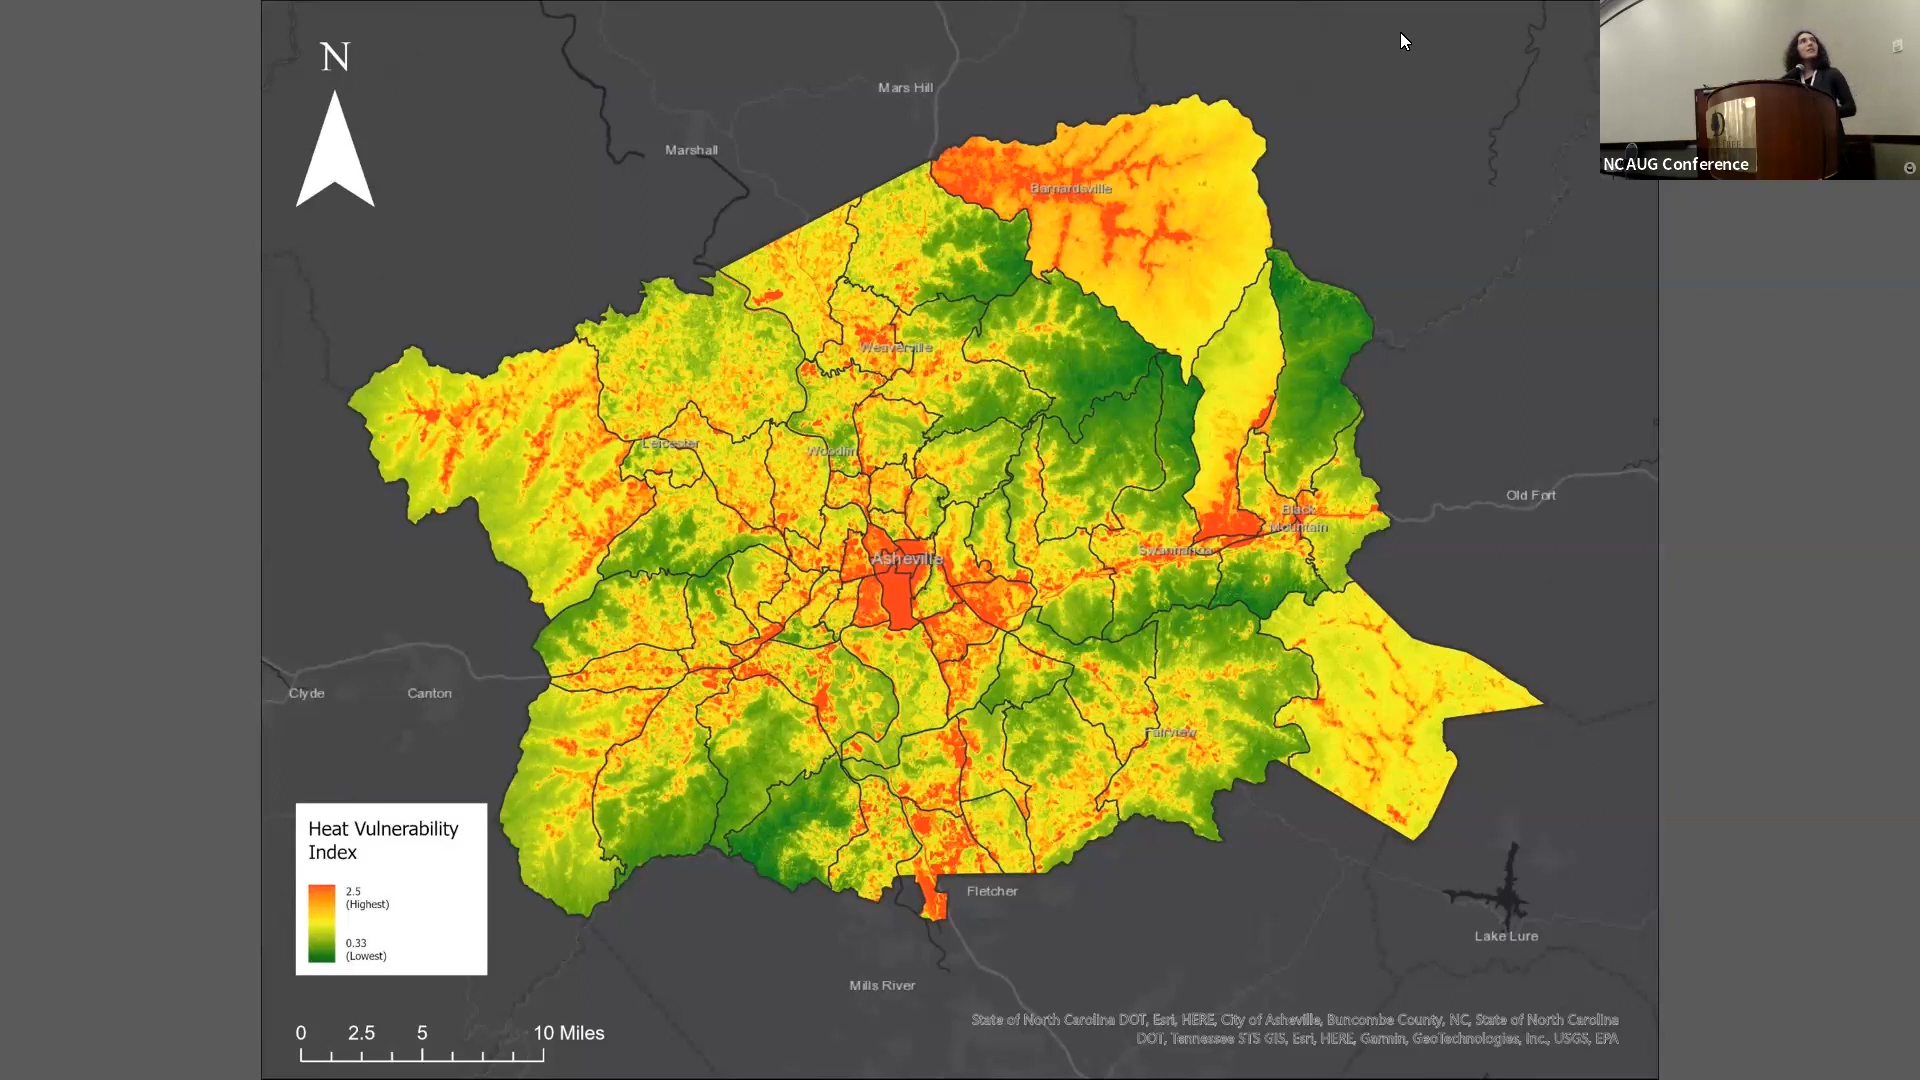 N
Mars Hill
Marshall
Barnardsville
NCAUG Conference
Weaverville
Leicester
Woodfin
Old Fort
Black
Mountain
Swannanoa
Asheville
Clyde
Canton
Fairview
Heat Vulnerability
Index
2.5
(Highest)
0.33
(Lowest)
Fletcher
Lake Lure
Mills River
0 2.5 5 10 Miles
State of North Carolina DOT, Esri, HERE, City of Asheville, Buncombe County, NC, State of North Carolina
DOT, Tennessee STS GIS, Esri, HERE, Garmin, GeoTechnologies, Inc., USGS, EPA